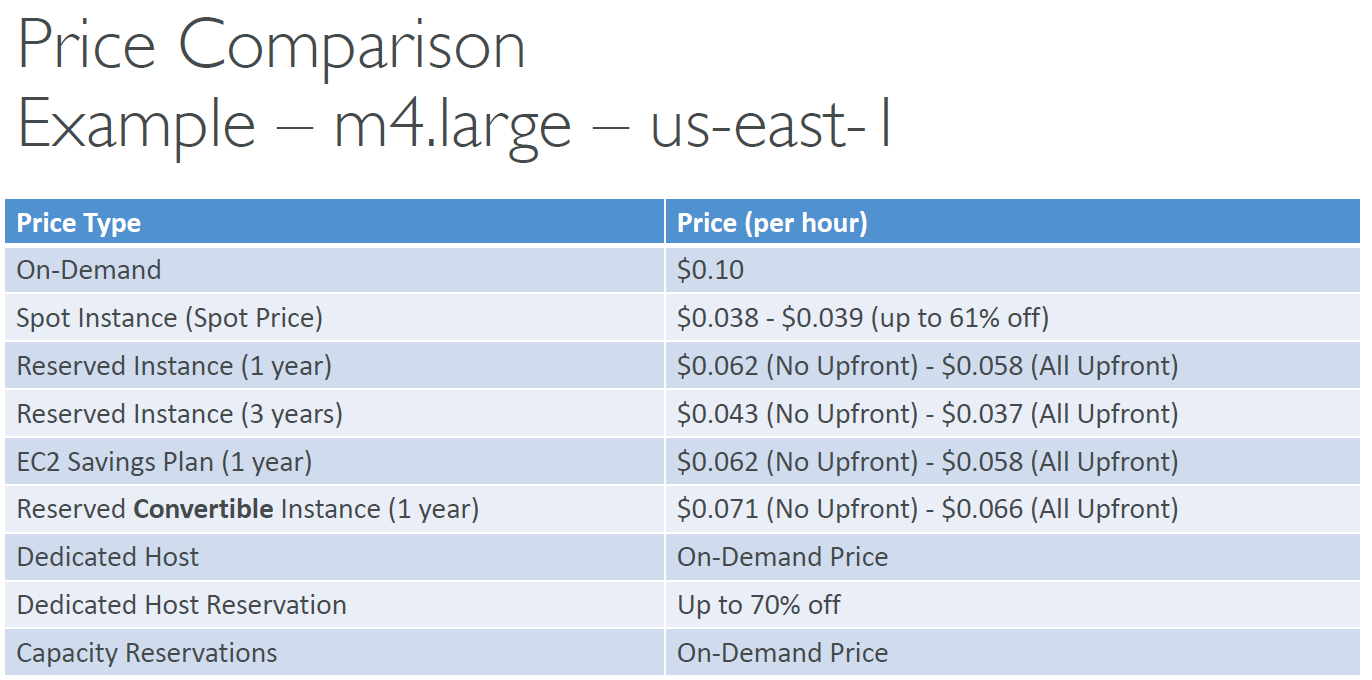 Price Comparison
Example – m4.large – us-east-1
Price Type Price (per hour)
On-Demand $0.10
Spot Instance (Spot Price) $0.038 - $0.039 (up to 61% off)
Reserved Instance (1 year) $0.062 (No Upfront) - $0.058 (All Upfront)
Reserved Instance (3 years) $0.043 (No Upfront) - $0.037 (All Upfront)
EC2 Savings Plan (1 year) $0.062 (No Upfront) - $0.058 (All Upfront)
Reserved Convertible Instance (1 year) $0.071 (No Upfront) - $0.066 (All Upfront)
Dedicated Host On-Demand Price
Dedicated Host Reservation Up to 70% off
Capacity Reservations On-Demand Price